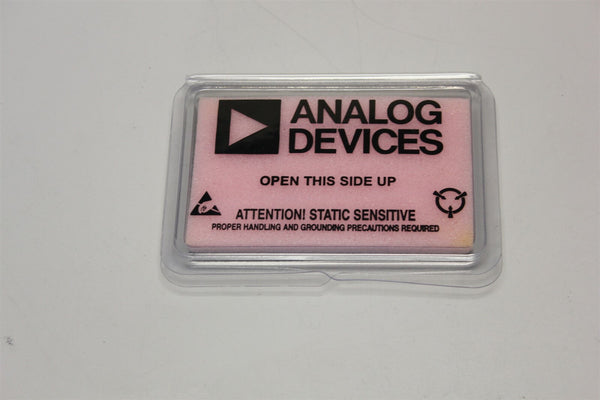 ANALOG
DEVICES
OPEN THIS SIDE UP
ATTENTION! STATIC SENSITIVE
PROPER HANDLING AND GROUNDING PRECAUTIONS REQUIRED